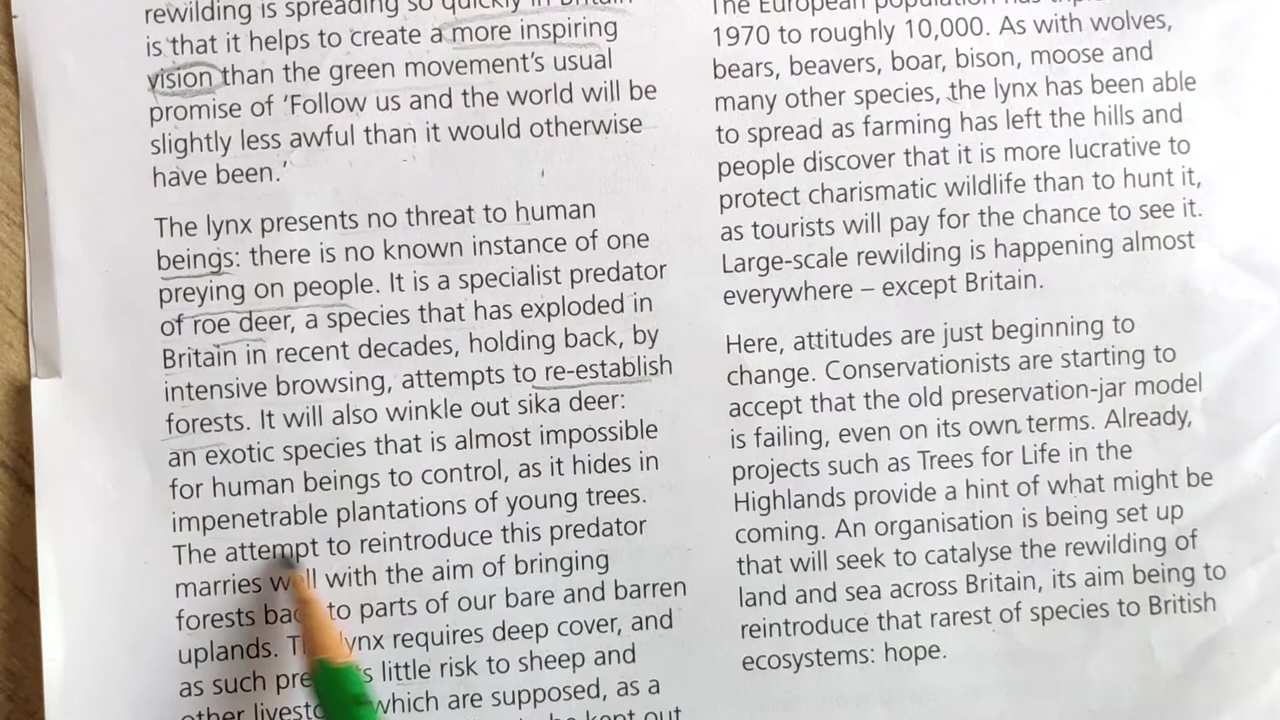 rewilding is spreading so quickly in Britain
is that it helps to create a more inspiring
vision than the green movement's usual
promise of 'Follow us and the world will be
slightly less awful than it would otherwise
have been.'
The lynx presents no threat to human
beings: there is no known instance of one
preying on people. It is a specialist predator
of roe deer, a species that has exploded in
Britain in recent decades, holding back, by
intensive browsing, attempts to re-establish
forests. It will also winkle out sika deer:
an exotic species that is almost impossible
for human beings to control, as it hides in
impenetrable plantations of young trees.
The attempt to reintroduce this predator
marries well with the aim of bringing
forests back to parts of our bare and barren
uplands. The lynx requires deep cover, and
as such little risk to sheep and
other which are supposed, as a
kept out
The European population has
1970 to roughly 10,000. As with wolves,
bears, beavers, boar, bison, moose and
many other species, the lynx has been able
to spread as farming has left the hills and
people discover that it is more lucrative to
protect charismatic wildlife than to hunt it,
as tourists will pay for the chance to see it.
Large-scale rewilding is happening almost
everywhere – except Britain.
Here, attitudes are just beginning to
change. Conservationists are starting to
accept that the old preservation-jar model
is failing, even on its own terms. Already,
projects such as Trees for Life in the
Highlands provide a hint of what might be
coming. An organisation is being set up
that will seek to catalyse the rewilding of
land and sea across Britain, its aim being to
reintroduce that rarest of species to British
ecosystems: hope.